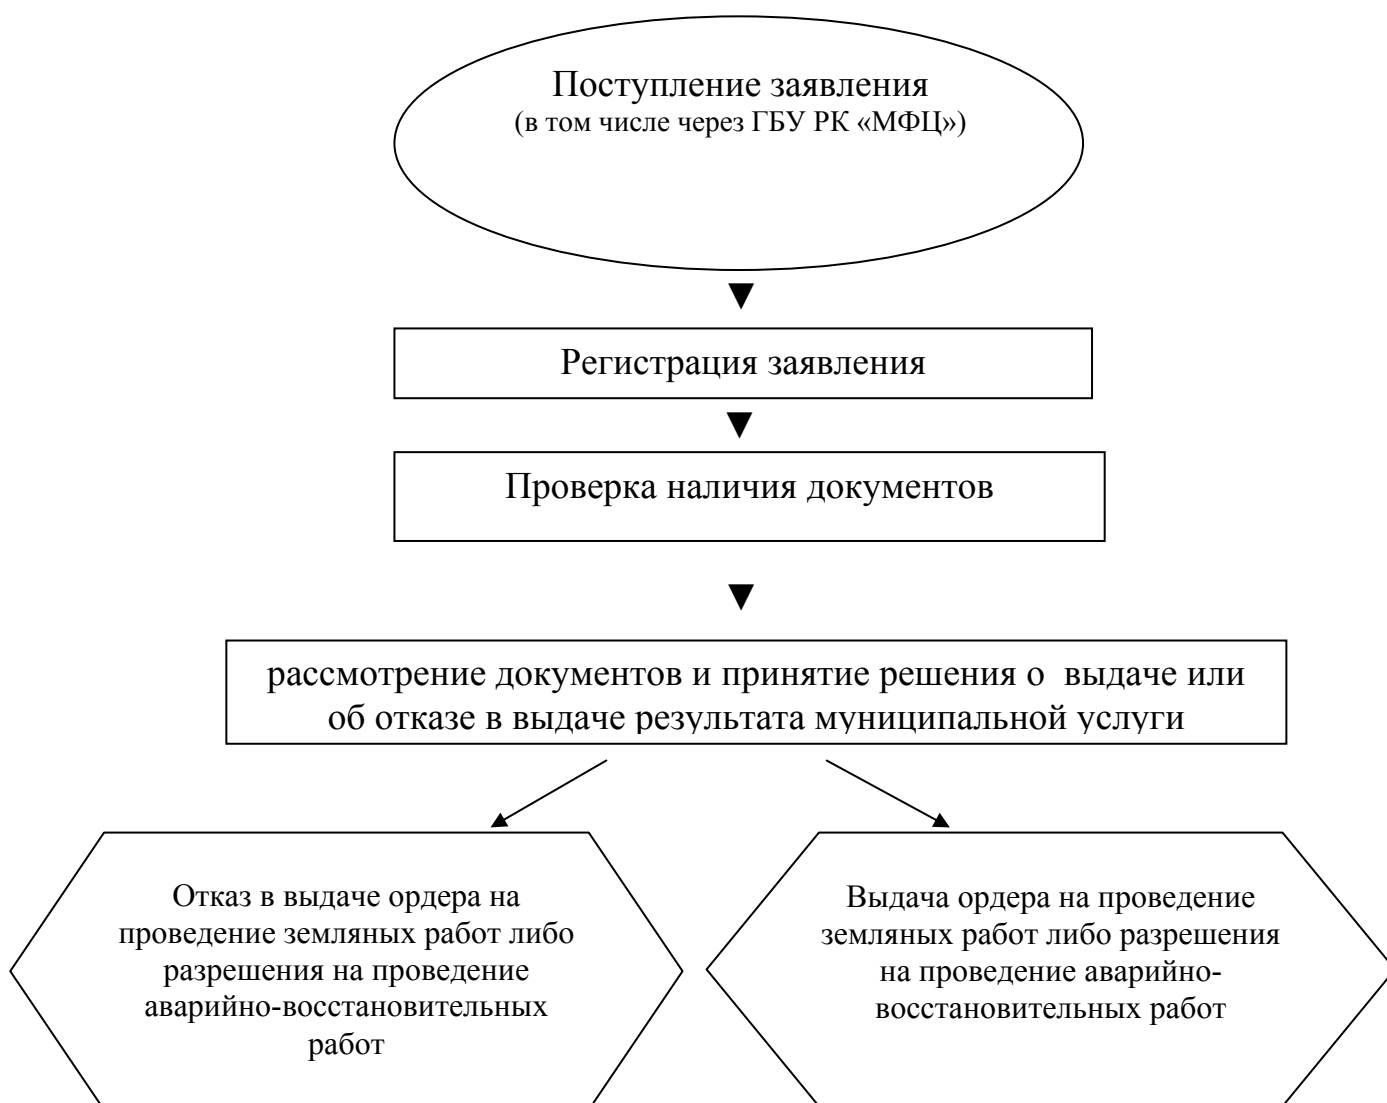 Поступление заявления
(в том числе через ГБУ РК «МФЦ»)
Регистрация заявления
Проверка наличия документов
рассмотрение документов и принятие решения о  выдаче или
об отказе в выдаче результата муниципальной услуги
Отказ в выдаче ордера на
проведение земляных работ либо
разрешения на проведение
аварийно-восстановительных
работ
Выдача ордера на проведение
земляных работ либо разрешения
на проведение аварийно-
восстановительных работ